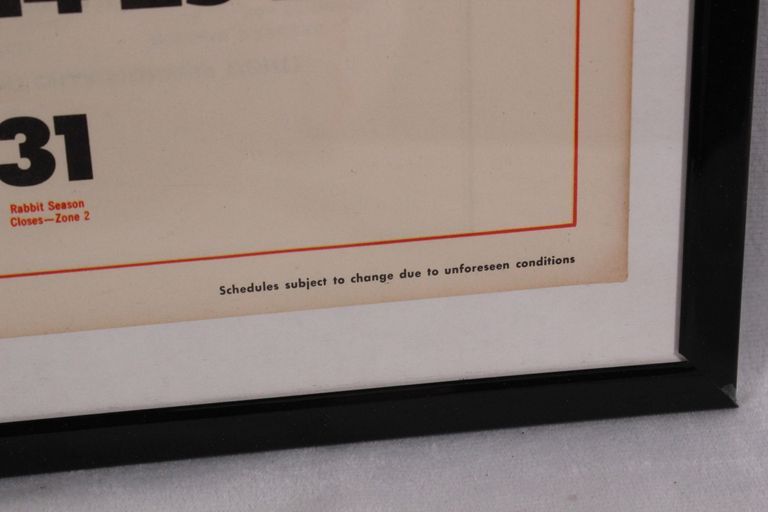 31
Rabbit Season
Closes—Zone 2
Schedules subject to change due to unforeseen conditions